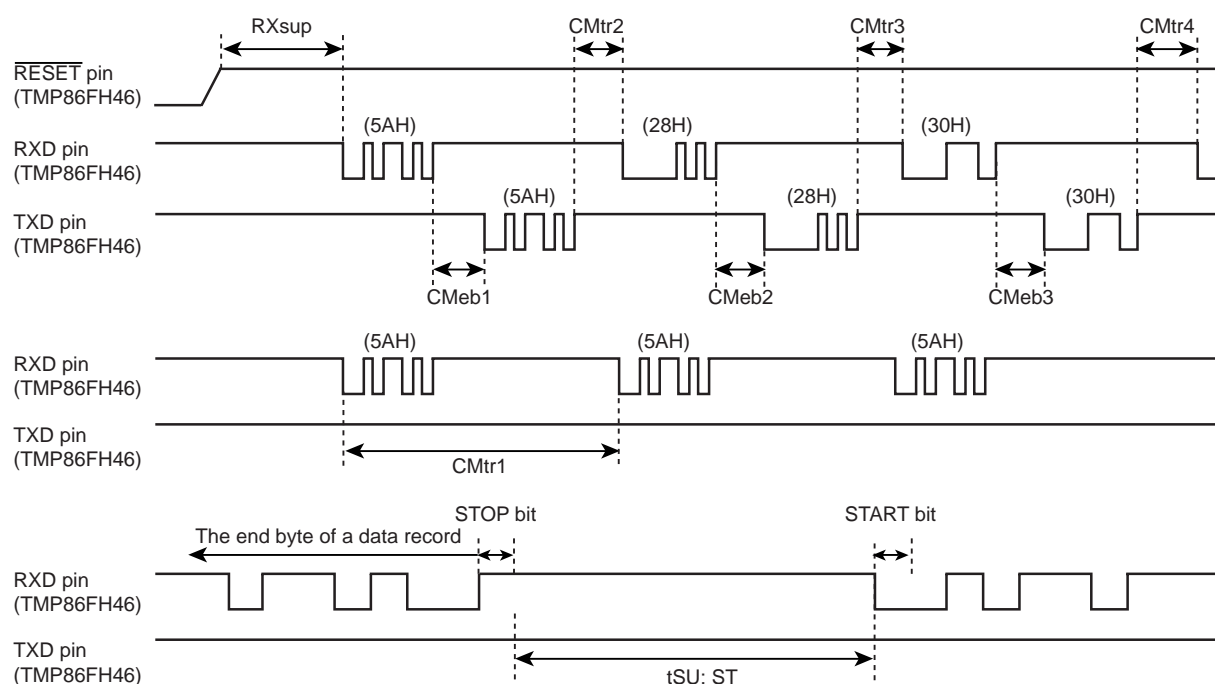 RXsup
CMtr2
CMtr3
CMtr4
RESET pin
(TMP86FH46)
(5AH)
(28H)
(30H)
RXD pin
(TMP86FH46)
(5AH)
(28H)
(30H)
TXD pin
(TMP86FH46)
CMeb1
CMeb2
CMeb3
(5AH)
(5AH)
(5AH)
RXD pin
(TMP86FH46)
TXD pin
(TMP86FH46)
CMtr1
STOP bit
START bit
The end byte of a data record
RXD pin
(TMP86FH46)
TXD pin
(TMP86FH46)
tSU: ST